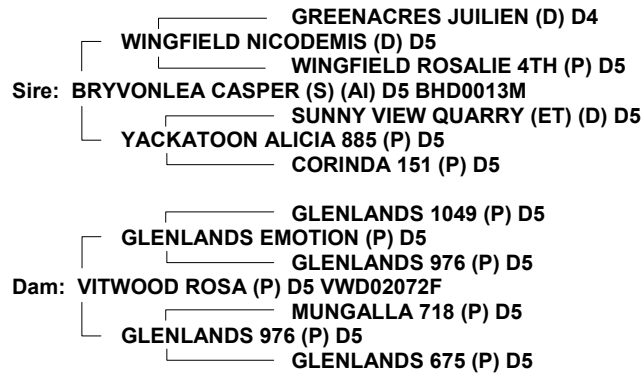 GREENACRES JUILIEN (D) D4
WINGFIELD NICODEMIS (D) D5
WINGFIELD ROSALIE 4TH (P) D5
Sire: BRYVONLEA CASPER (S) (AI) D5 BHD0013M
SUNNY VIEW QUARRY (ET) (D) D5
YACKATOON ALICIA 885 (P) D5
CORINDA 151 (P) D5
GLENLANDS 1049 (P) D5
GLENLANDS EMOTION (P) D5
GLENLANDS 976 (P) D5
Dam: VITWOOD ROSA (P) D5 VWD02072F
MUNGALLA 718 (P) D5
GLENLANDS 976 (P) D5
GLENLANDS 675 (P) D5